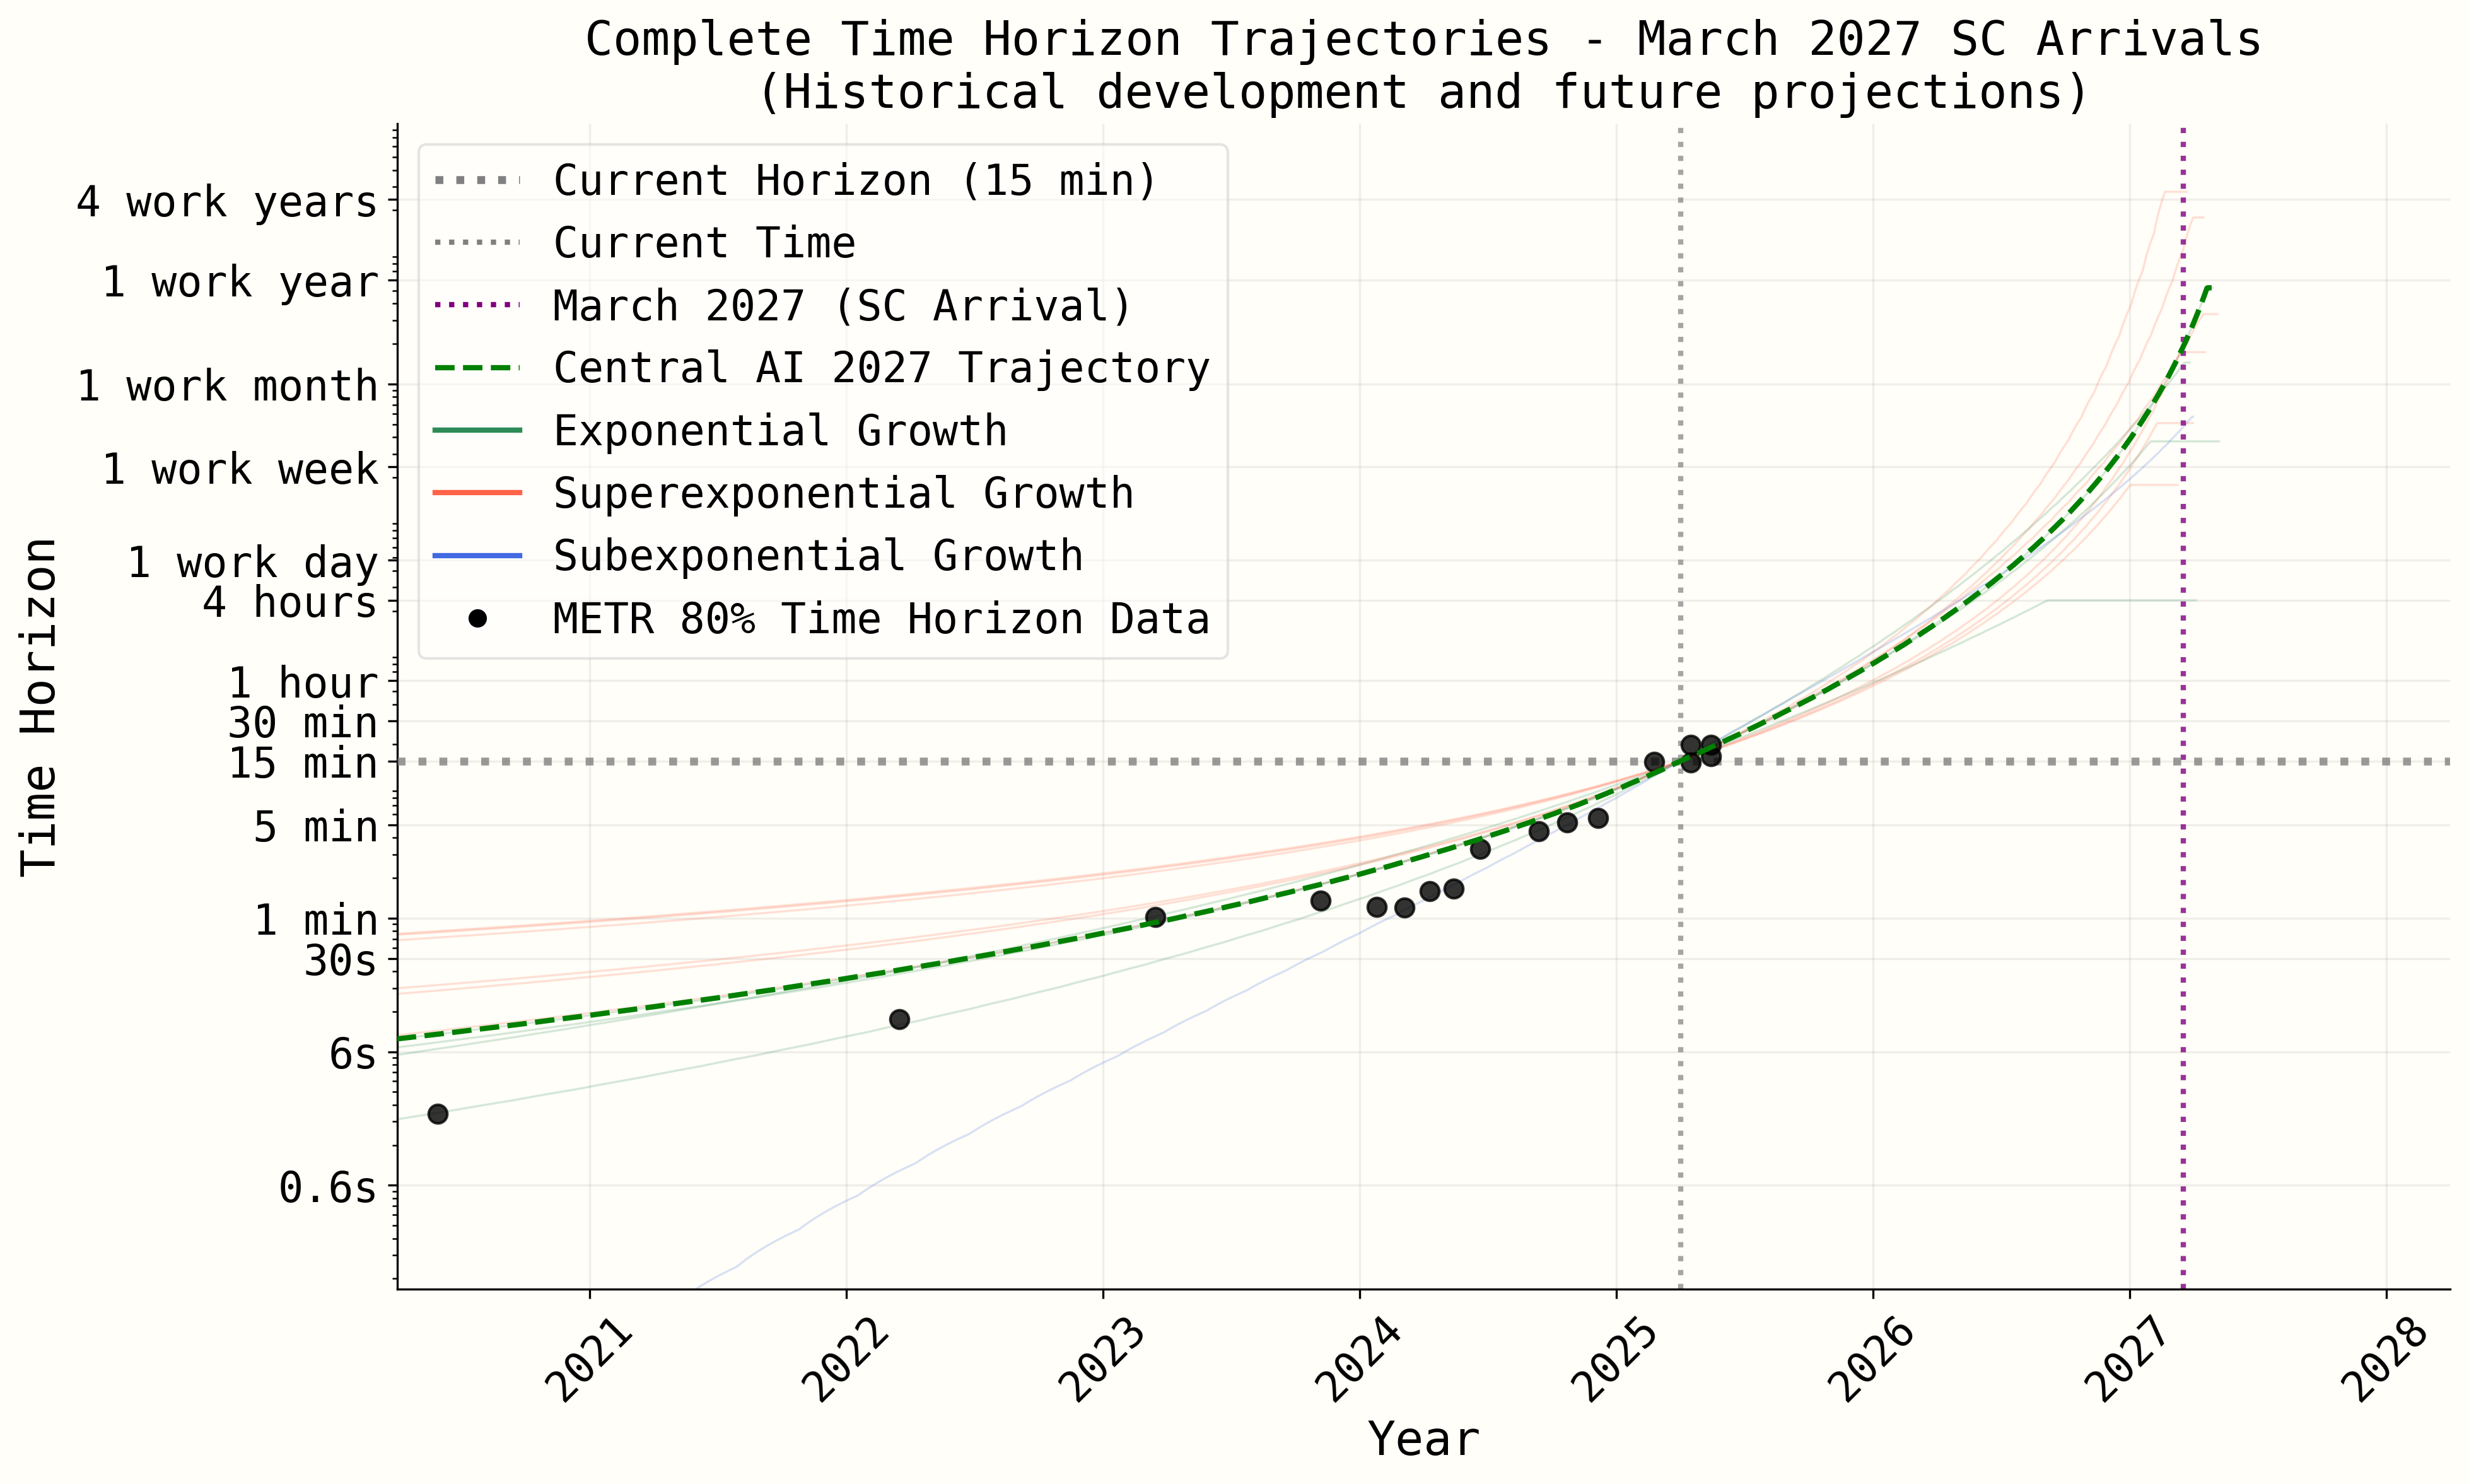 Complete Time Horizon Trajectories - March 2027 SC Arrivals
(Historical development and future projections)
Current Horizon (15 min)
Current Time
March 2027 (SC Arrival)
Central AI 2027 Trajectory
Exponential Growth
Superexponential Growth
Subexponential Growth
METR 80% Time Horizon Data
Time Horizon
4 work years
1 work year
1 work month
1 work week
1 work day
4 hours
1 hour
30 min
15 min
5 min
1 min
30s
6s
0.6s
2021
2022
2023
2024
2025
2026
2027
2028
Year